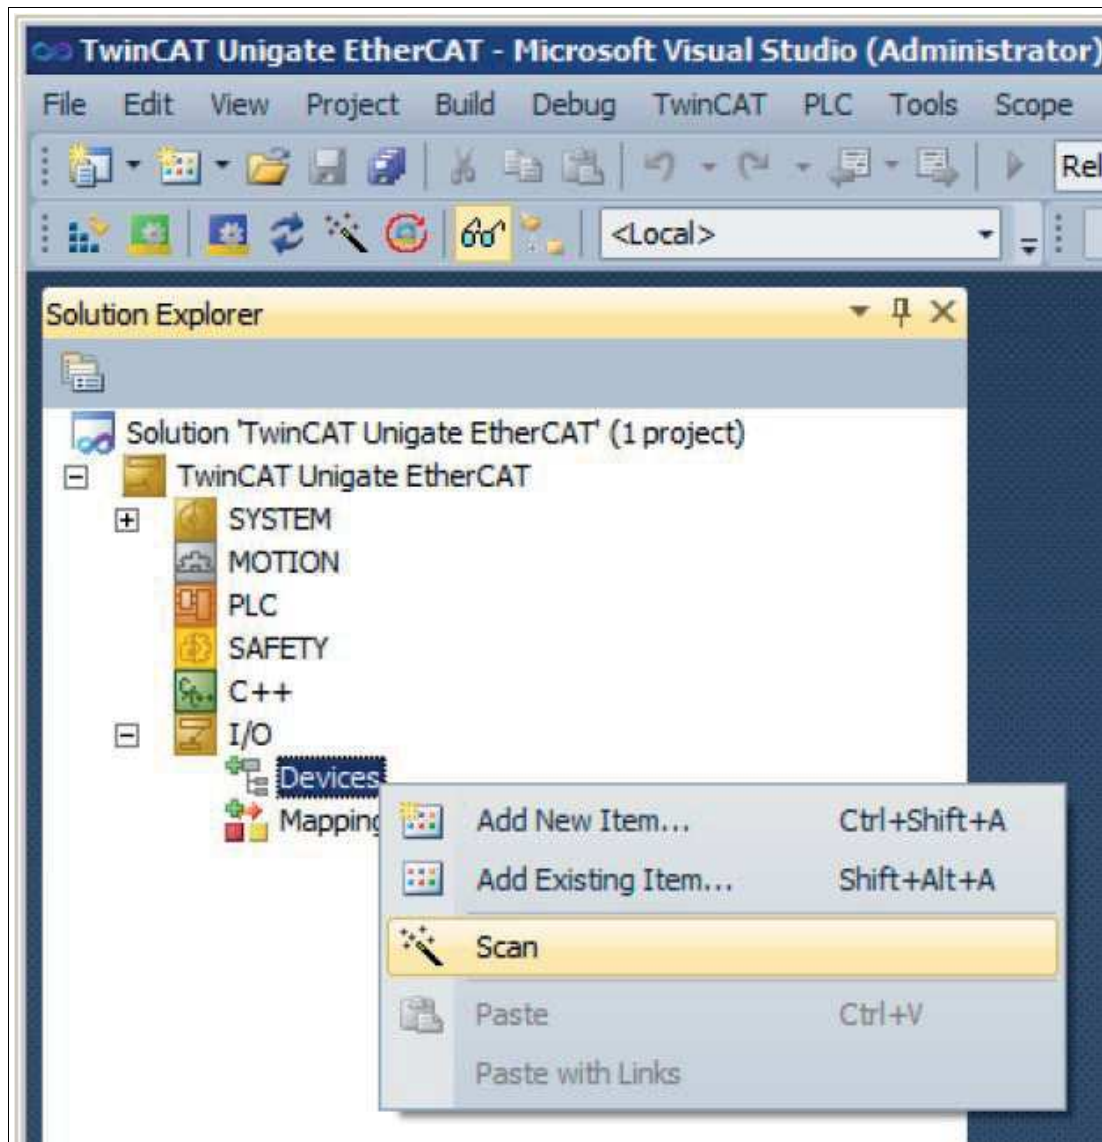 TwinCAT Unigate EtherCAT - Microsoft Visual Studio (Administrator)
File Edit View Project Build Debug TwinCAT PLC Tools Scope
Rel
<Local>
Solution Explorer
Solution 'TwinCAT Unigate EtherCAT' (1 project)
TwinCAT Unigate EtherCAT
SYSTEM
MOTION
PLC
SAFETY
C++
I/O
Devices
Mapping
Add New Item... Ctrl+Shift+A
Add Existing Item... Shift+Alt+A
Scan
Paste Ctrl+V
Paste with Links